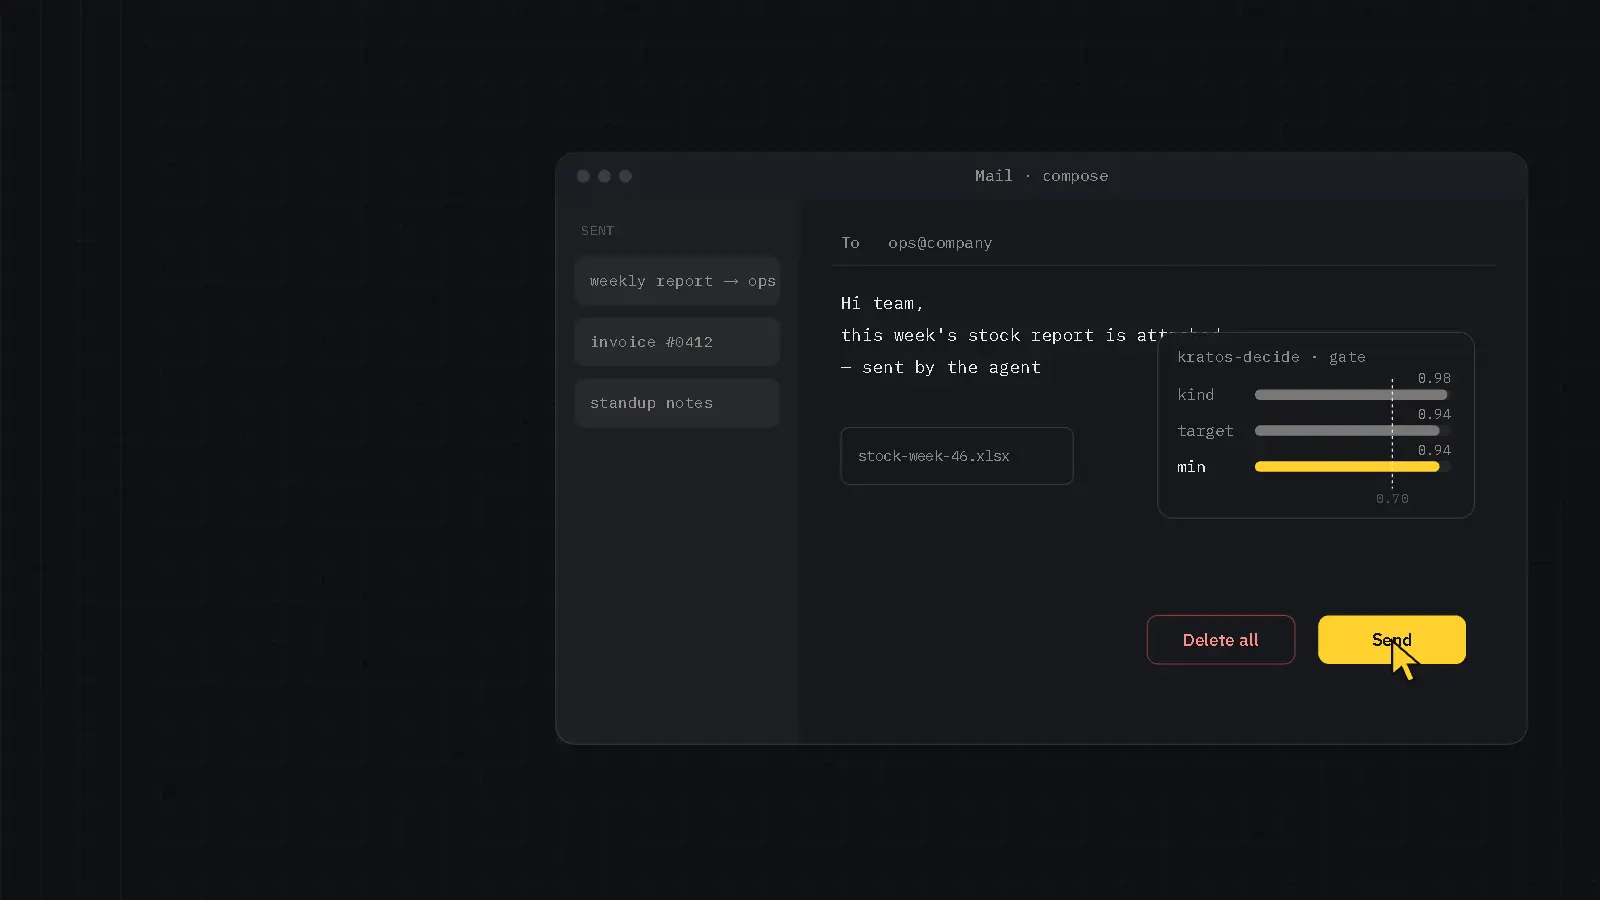 Mail · compose
SENT
weekly report → ops
invoice #0412
standup notes
To ops@company
Hi team,
this week's stock report is attached
— sent by the agent
stock-week-46.xlsx
kratos-decide · gate
kind 0.98
target 0.94
min 0.94
0.70
Delete all
Send